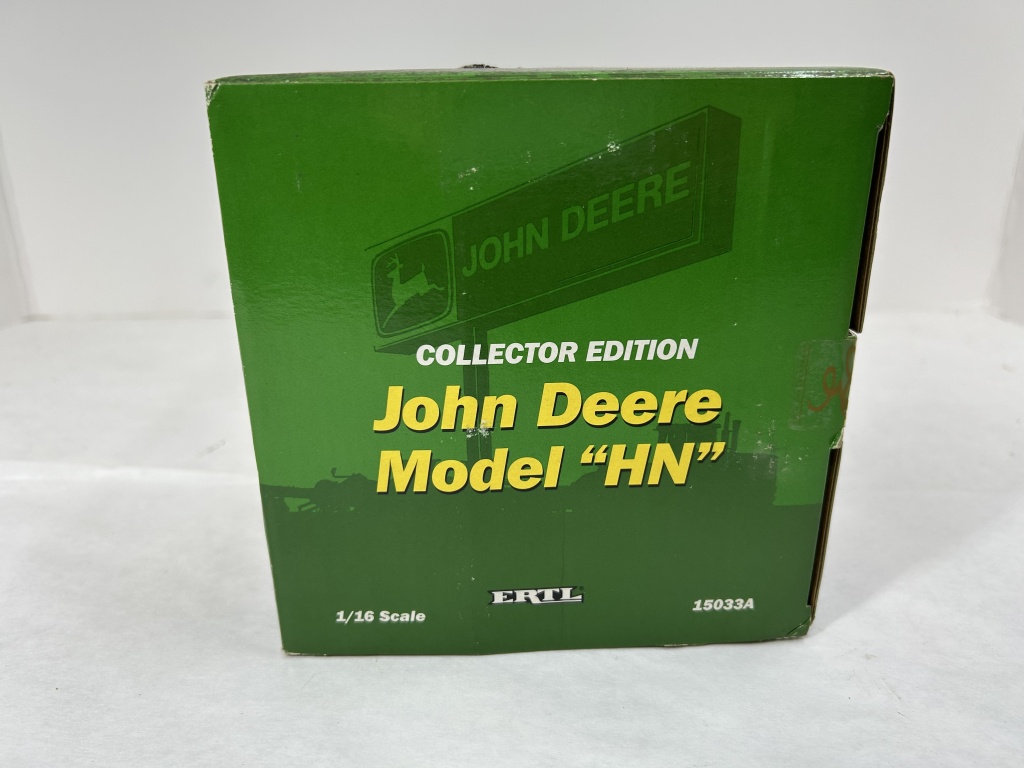 JOHN DEERE
COLLECTOR EDITION
John Deere
Model “HN”
ERTL
1/16 Scale
15033A